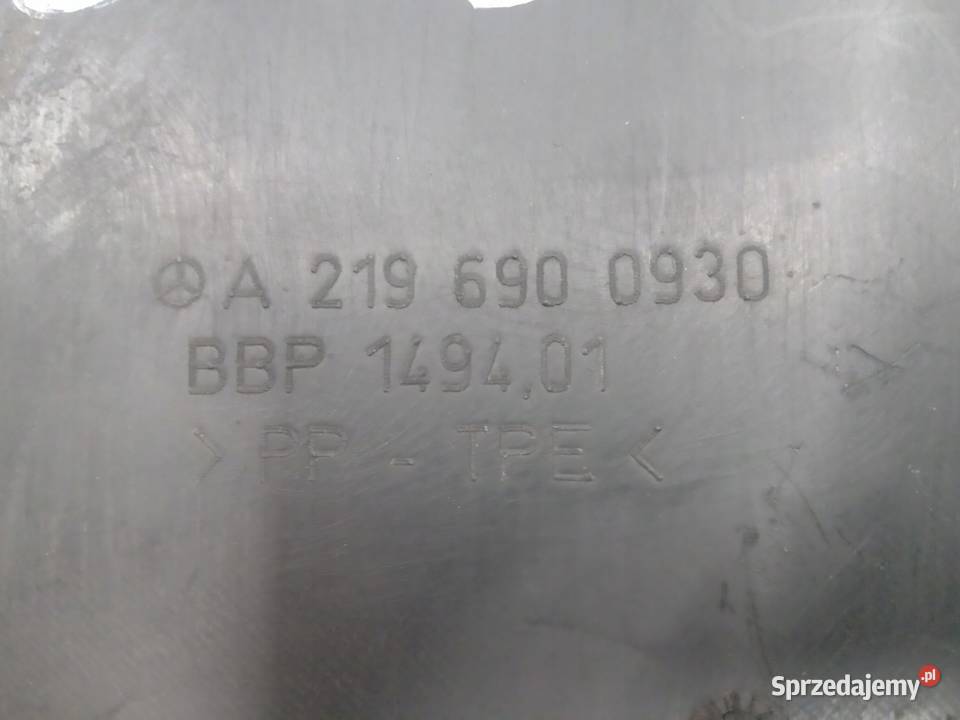 A 219 690 0930
BBP 1494,01
> PP - TPE <
Sprzedajemy.pl